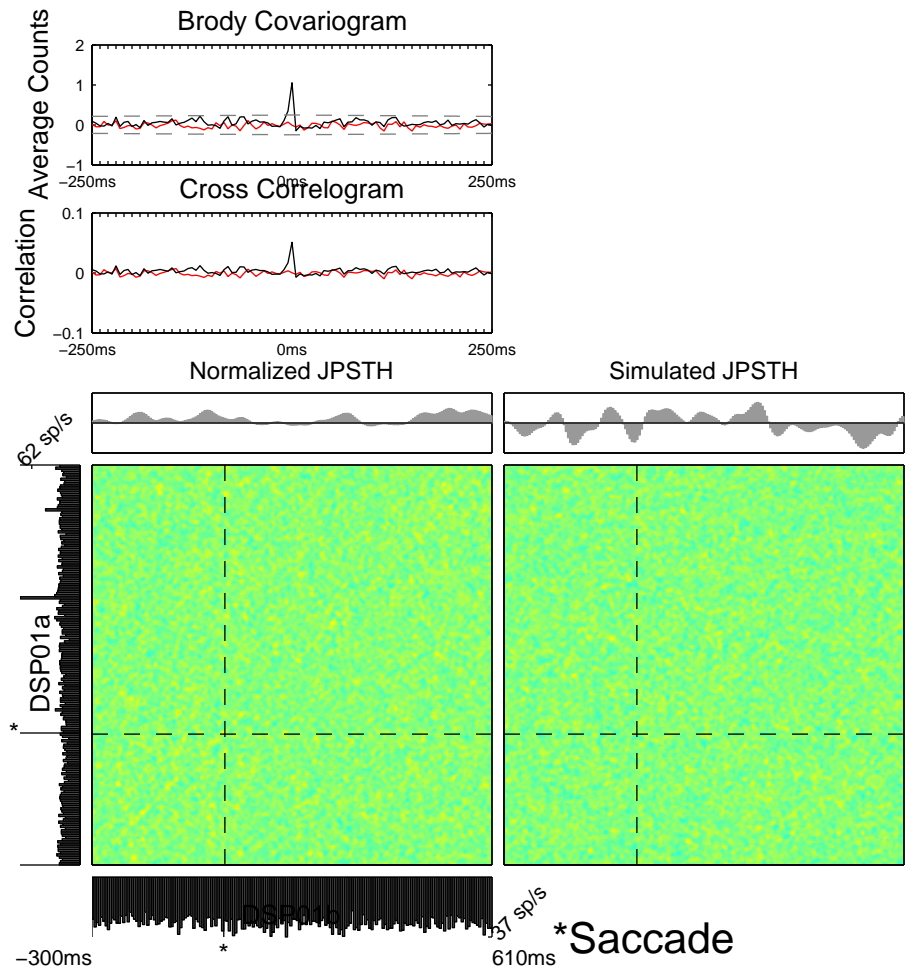 Brody Covariogram
Average Counts
2
1
0
−1
−250ms
0ms
250ms
Cross Correlogram
Correlation
0.1
0
−0.1
−250ms
0ms
250ms
Normalized JPSTH
Simulated JPSTH
62 sp/s
DSP01a
*
DSP01b
*
37 sp/s
−300ms
610ms
*Saccade